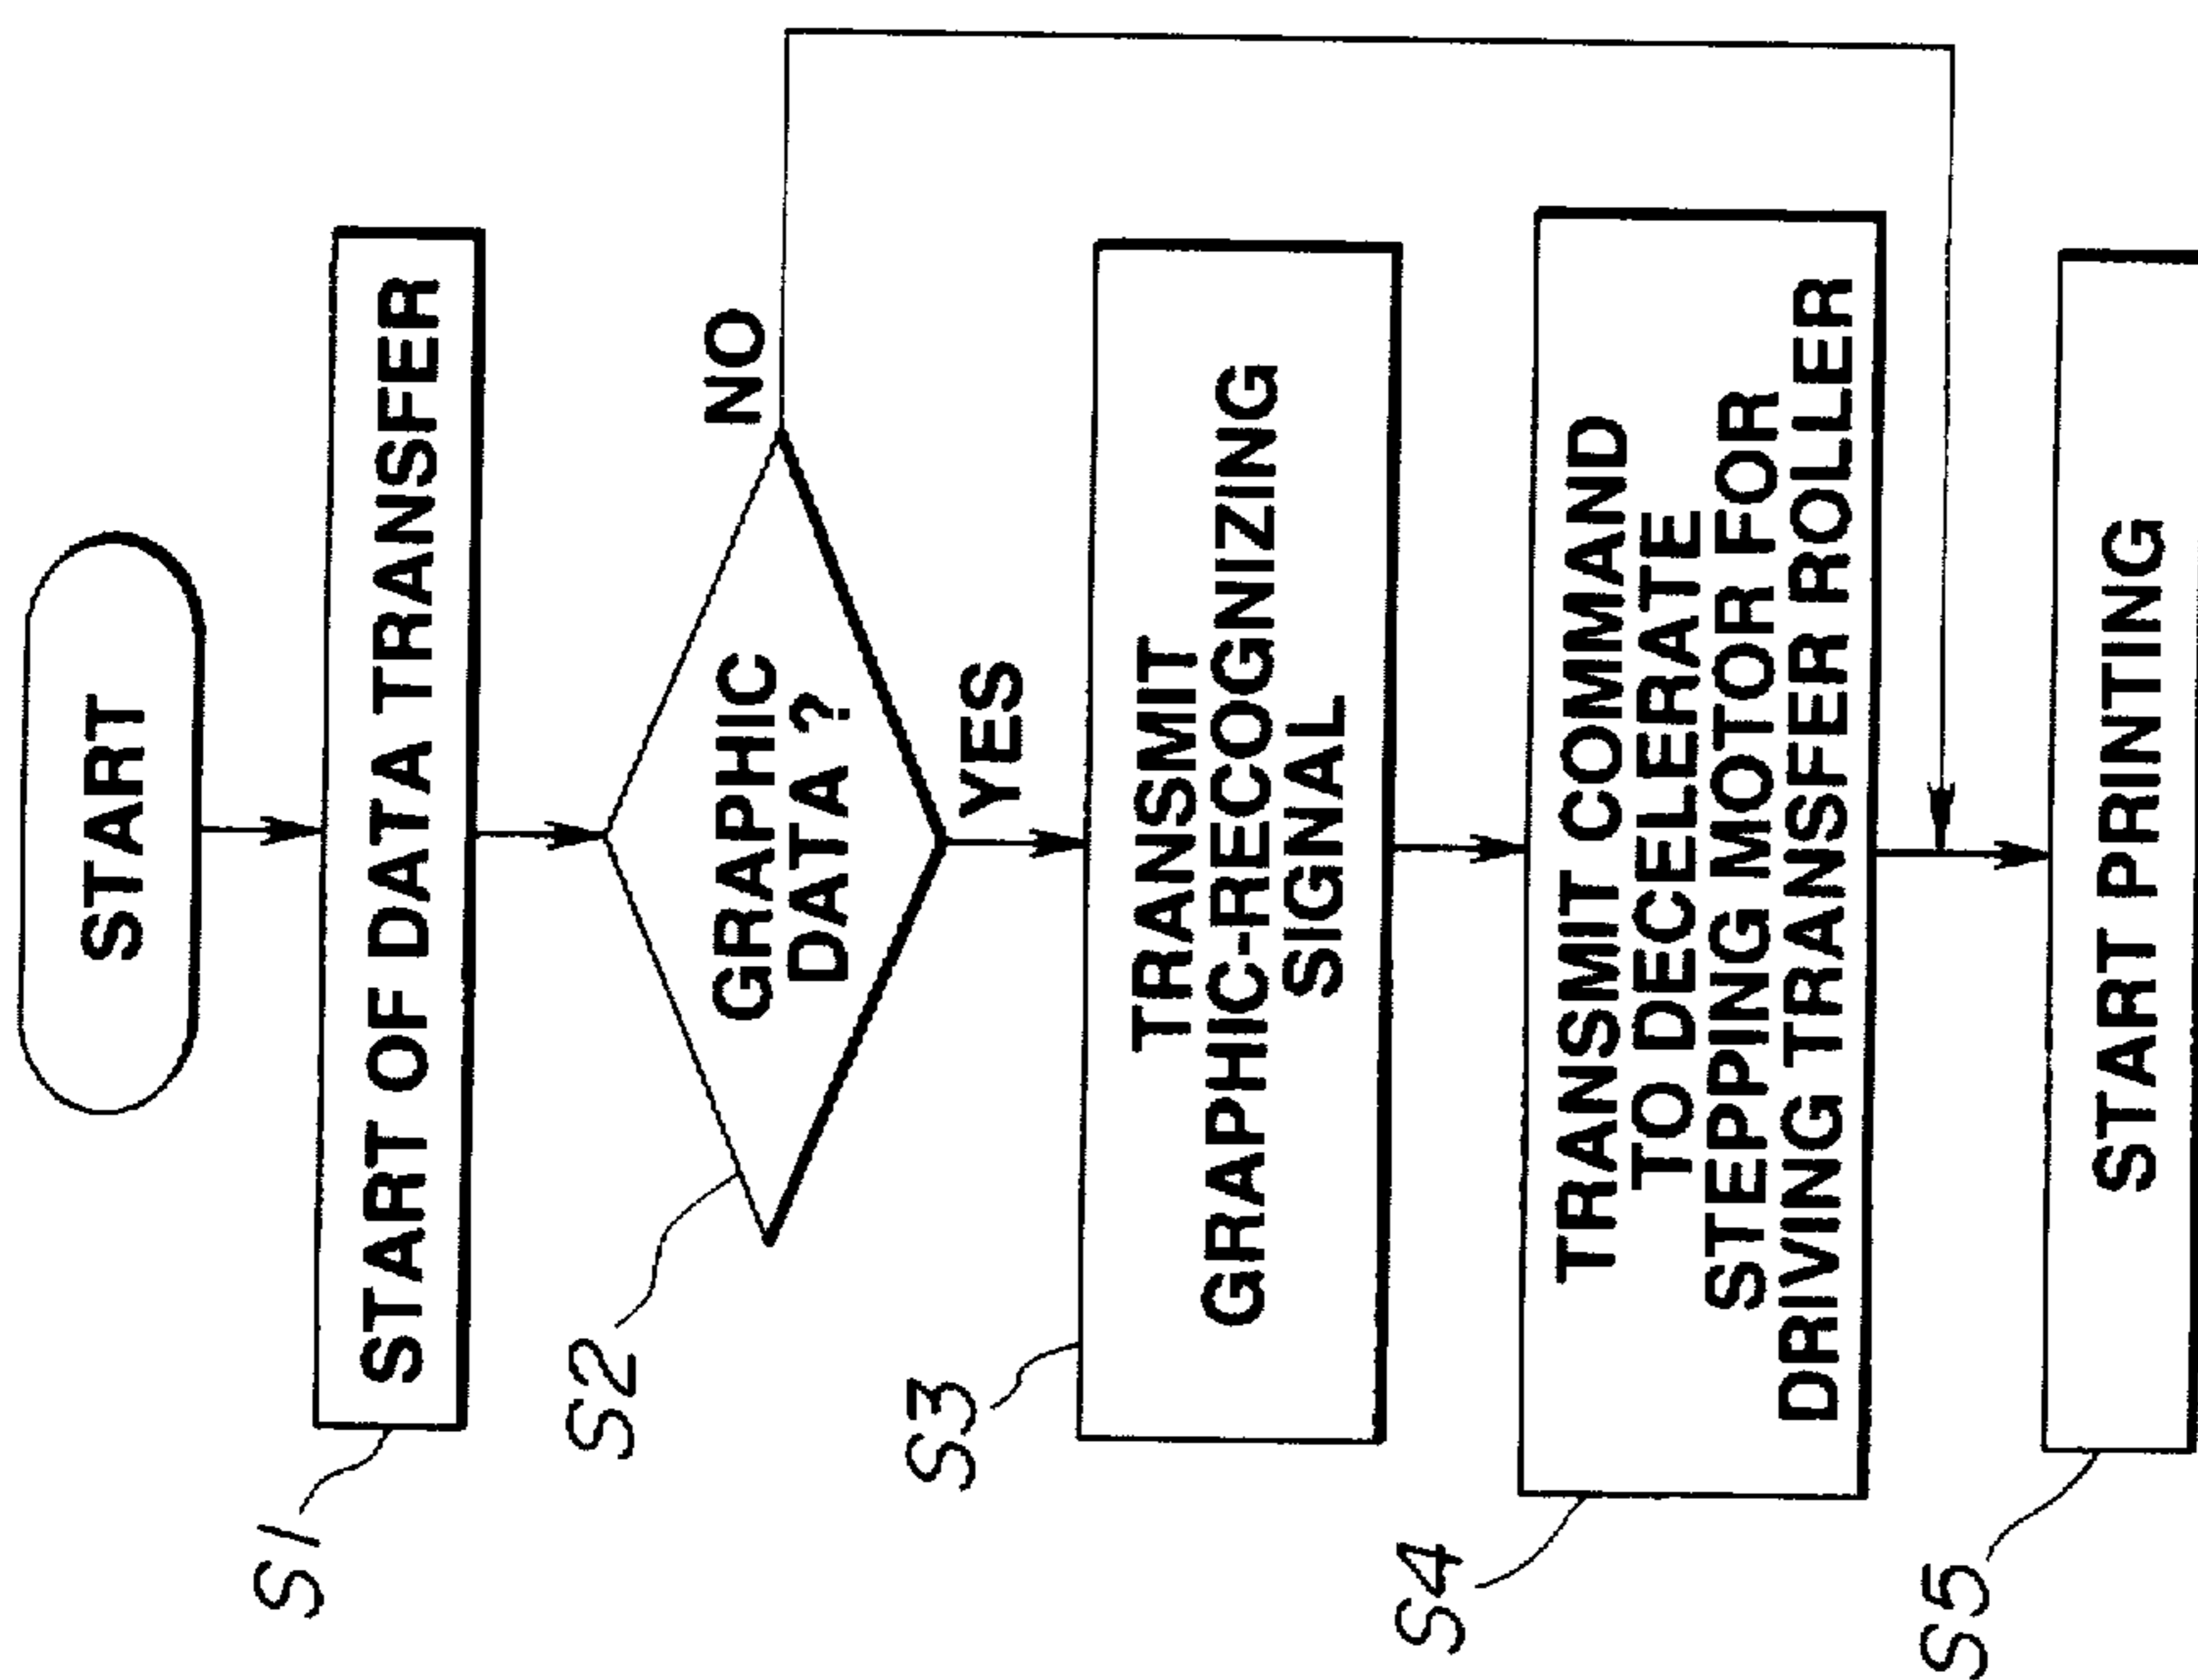 START
S1
START OF DATA TRANSFER
S2
GRAPHIC
DATA ?
NO
YES
S3
TRANSMIT
GRAPHIC-RECOGNIZING
SIGNAL
S4
TRANSMIT COMMAND
TO DECELERATE
STEPPING MOTOR FOR
DRIVING TRANSFER ROLLER
S5
START PRINTING